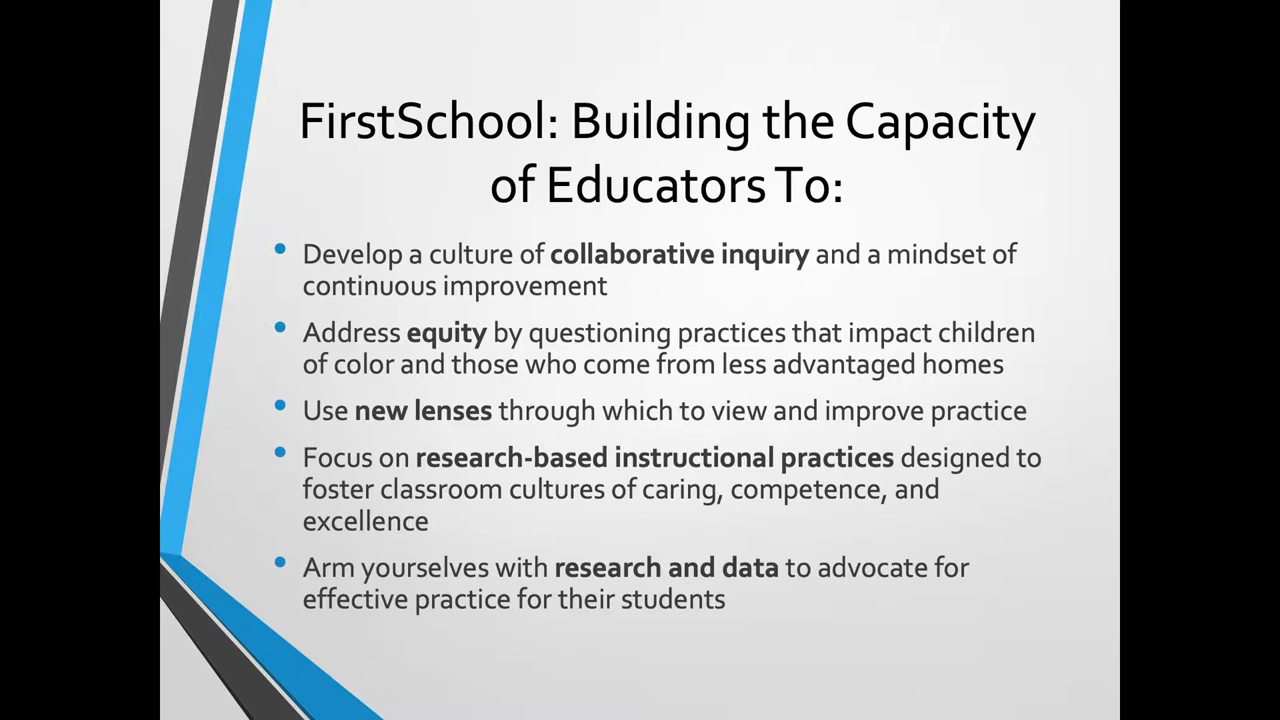 FirstSchool: Building the Capacity
of Educators To:
• Develop a culture of collaborative inquiry and a mindset of
continuous improvement
• Address equity by questioning practices that impact children
of color and those who come from less advantaged homes
• Use new lenses through which to view and improve practice
• Focus on research-based instructional practices designed to
foster classroom cultures of caring, competence, and
excellence
• Arm yourselves with research and data to advocate for
effective practice for their students